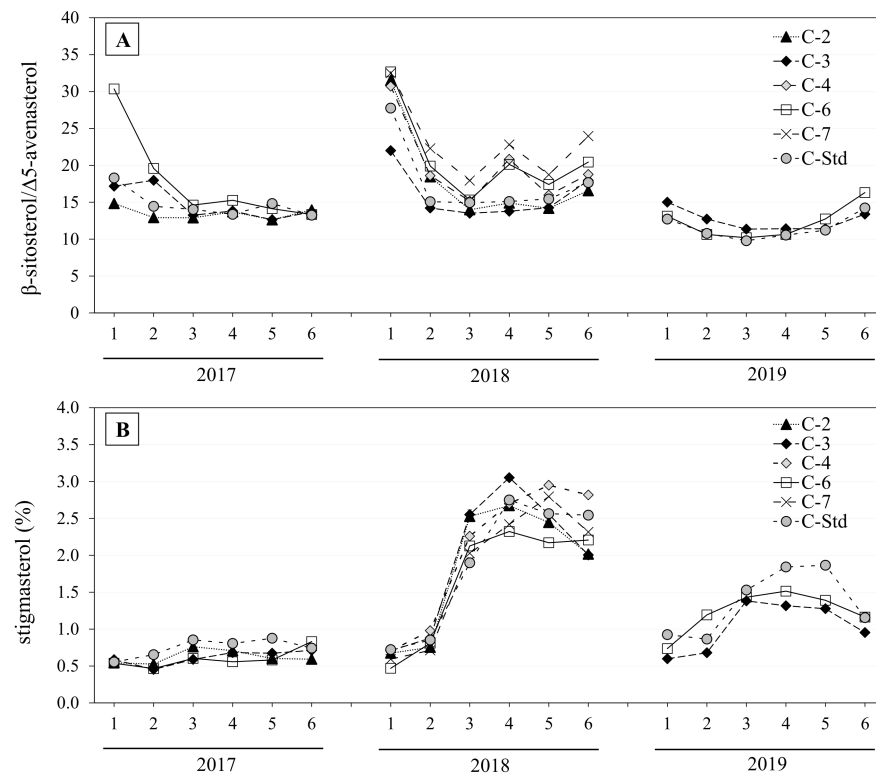 A
β-sitosterol/Δ5-avenasterol
40
35
30
25
20
15
10
5
0
C-2
C-3
C-4
C-6
C-7
C-Std
1 2 3 4 5 6 1 2 3 4 5 6 1 2 3 4 5 6
2017 2018 2019
B
stigmasterol (%)
4.0
3.5
3.0
2.5
2.0
1.5
1.0
0.5
0.0
C-2
C-3
C-4
C-6
C-7
C-Std
1 2 3 4 5 6 1 2 3 4 5 6 1 2 3 4 5 6
2017 2018 2019